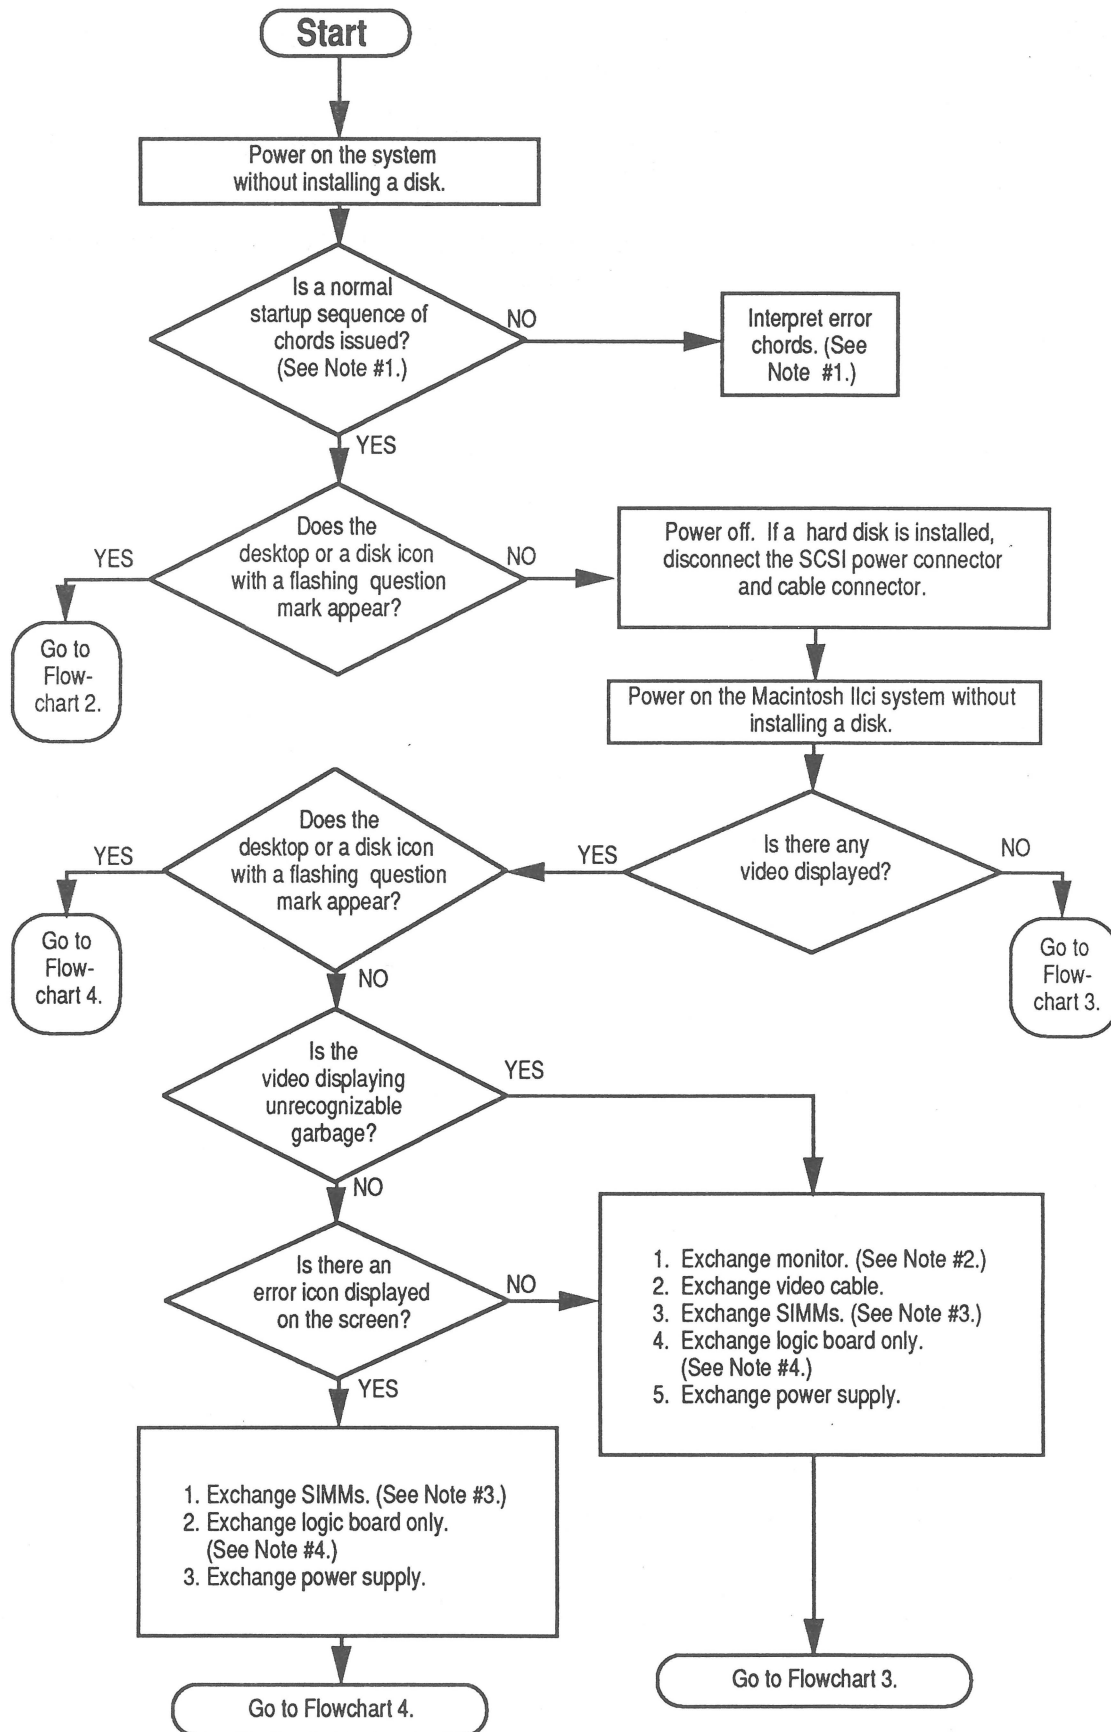 Start
Power on the system
without installing a disk.
Is a normal
startup sequence of
chords issued?
(See Note #1.)
NO
Interpret error
chords. (See
Note #1.)
YES
Does the
desktop or a disk icon
with a flashing question
mark appear?
YES
NO
Go to
Flow-
chart 2.
Power off. If a hard disk is installed,
disconnect the SCSI power connector
and cable connector.
Power on the Macintosh IIci system without
installing a disk.
Is there any
video displayed?
YES
NO
Go to
Flow-
chart 3.
Does the
desktop or a disk icon
with a flashing question
mark appear?
YES
Go to
Flow-
chart 4.
NO
Is the
video displaying
unrecognizable
garbage?
YES
NO
Is there an
error icon displayed
on the screen?
NO
YES
1. Exchange monitor. (See Note #2.)
2. Exchange video cable.
3. Exchange SIMMs. (See Note #3.)
4. Exchange logic board only.
(See Note #4.)
5. Exchange power supply.
1. Exchange SIMMs. (See Note #3.)
2. Exchange logic board only.
(See Note #4.)
3. Exchange power supply.
Go to Flowchart 3.
Go to Flowchart 4.